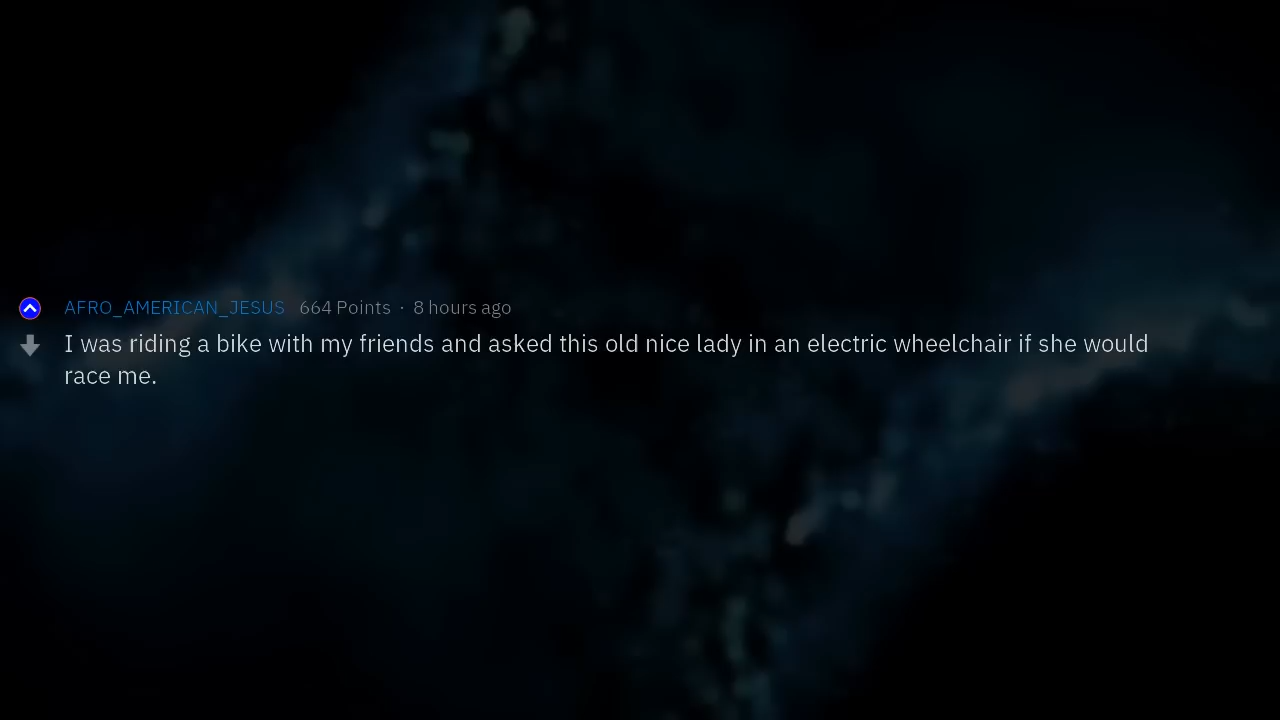 AFRO_AMERICAN_JESUS 664 Points · 8 hours ago
I was riding a bike with my friends and asked this old nice lady in an electric wheelchair if she would
race me.